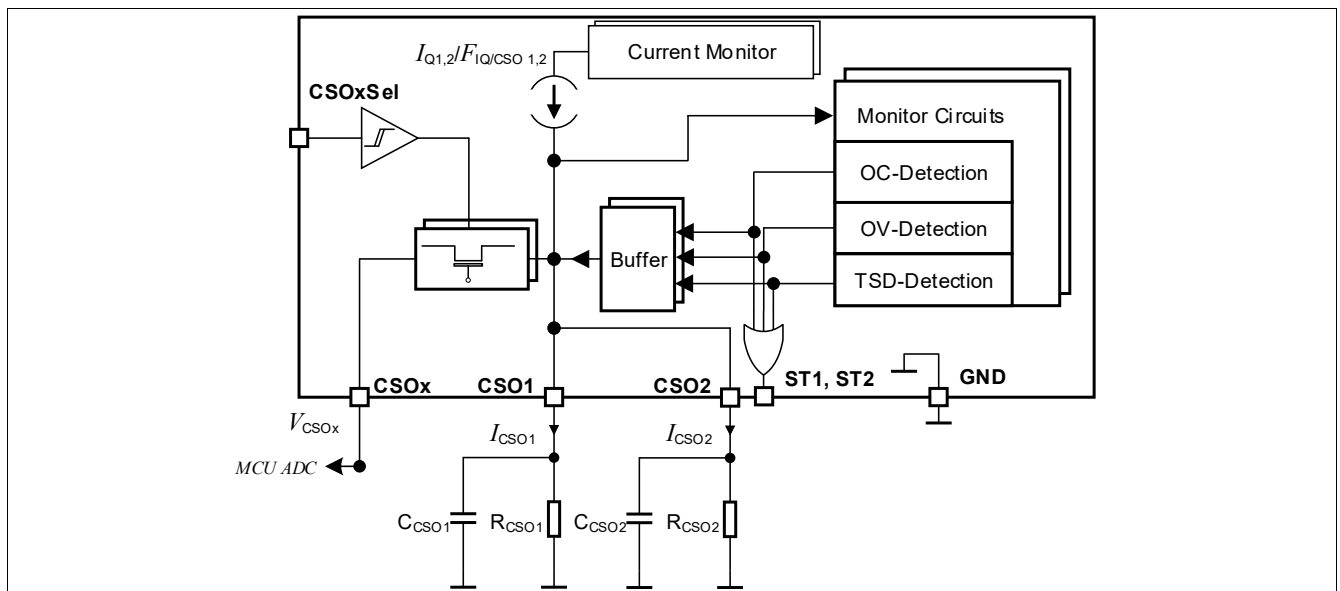 Current Monitor
IQ1,2/FIQ/CSO 1,2
CSOxSel
Monitor Circuits
OC-Detection
OV-Detection
TSD-Detection
Buffer
CSOx
CSO1
CSO2
ST1, ST2
GND
VCSOx
ICSO1
ICSO2
MCU ADC
CCSO1
RCSO1
CCSO2
RCSO2